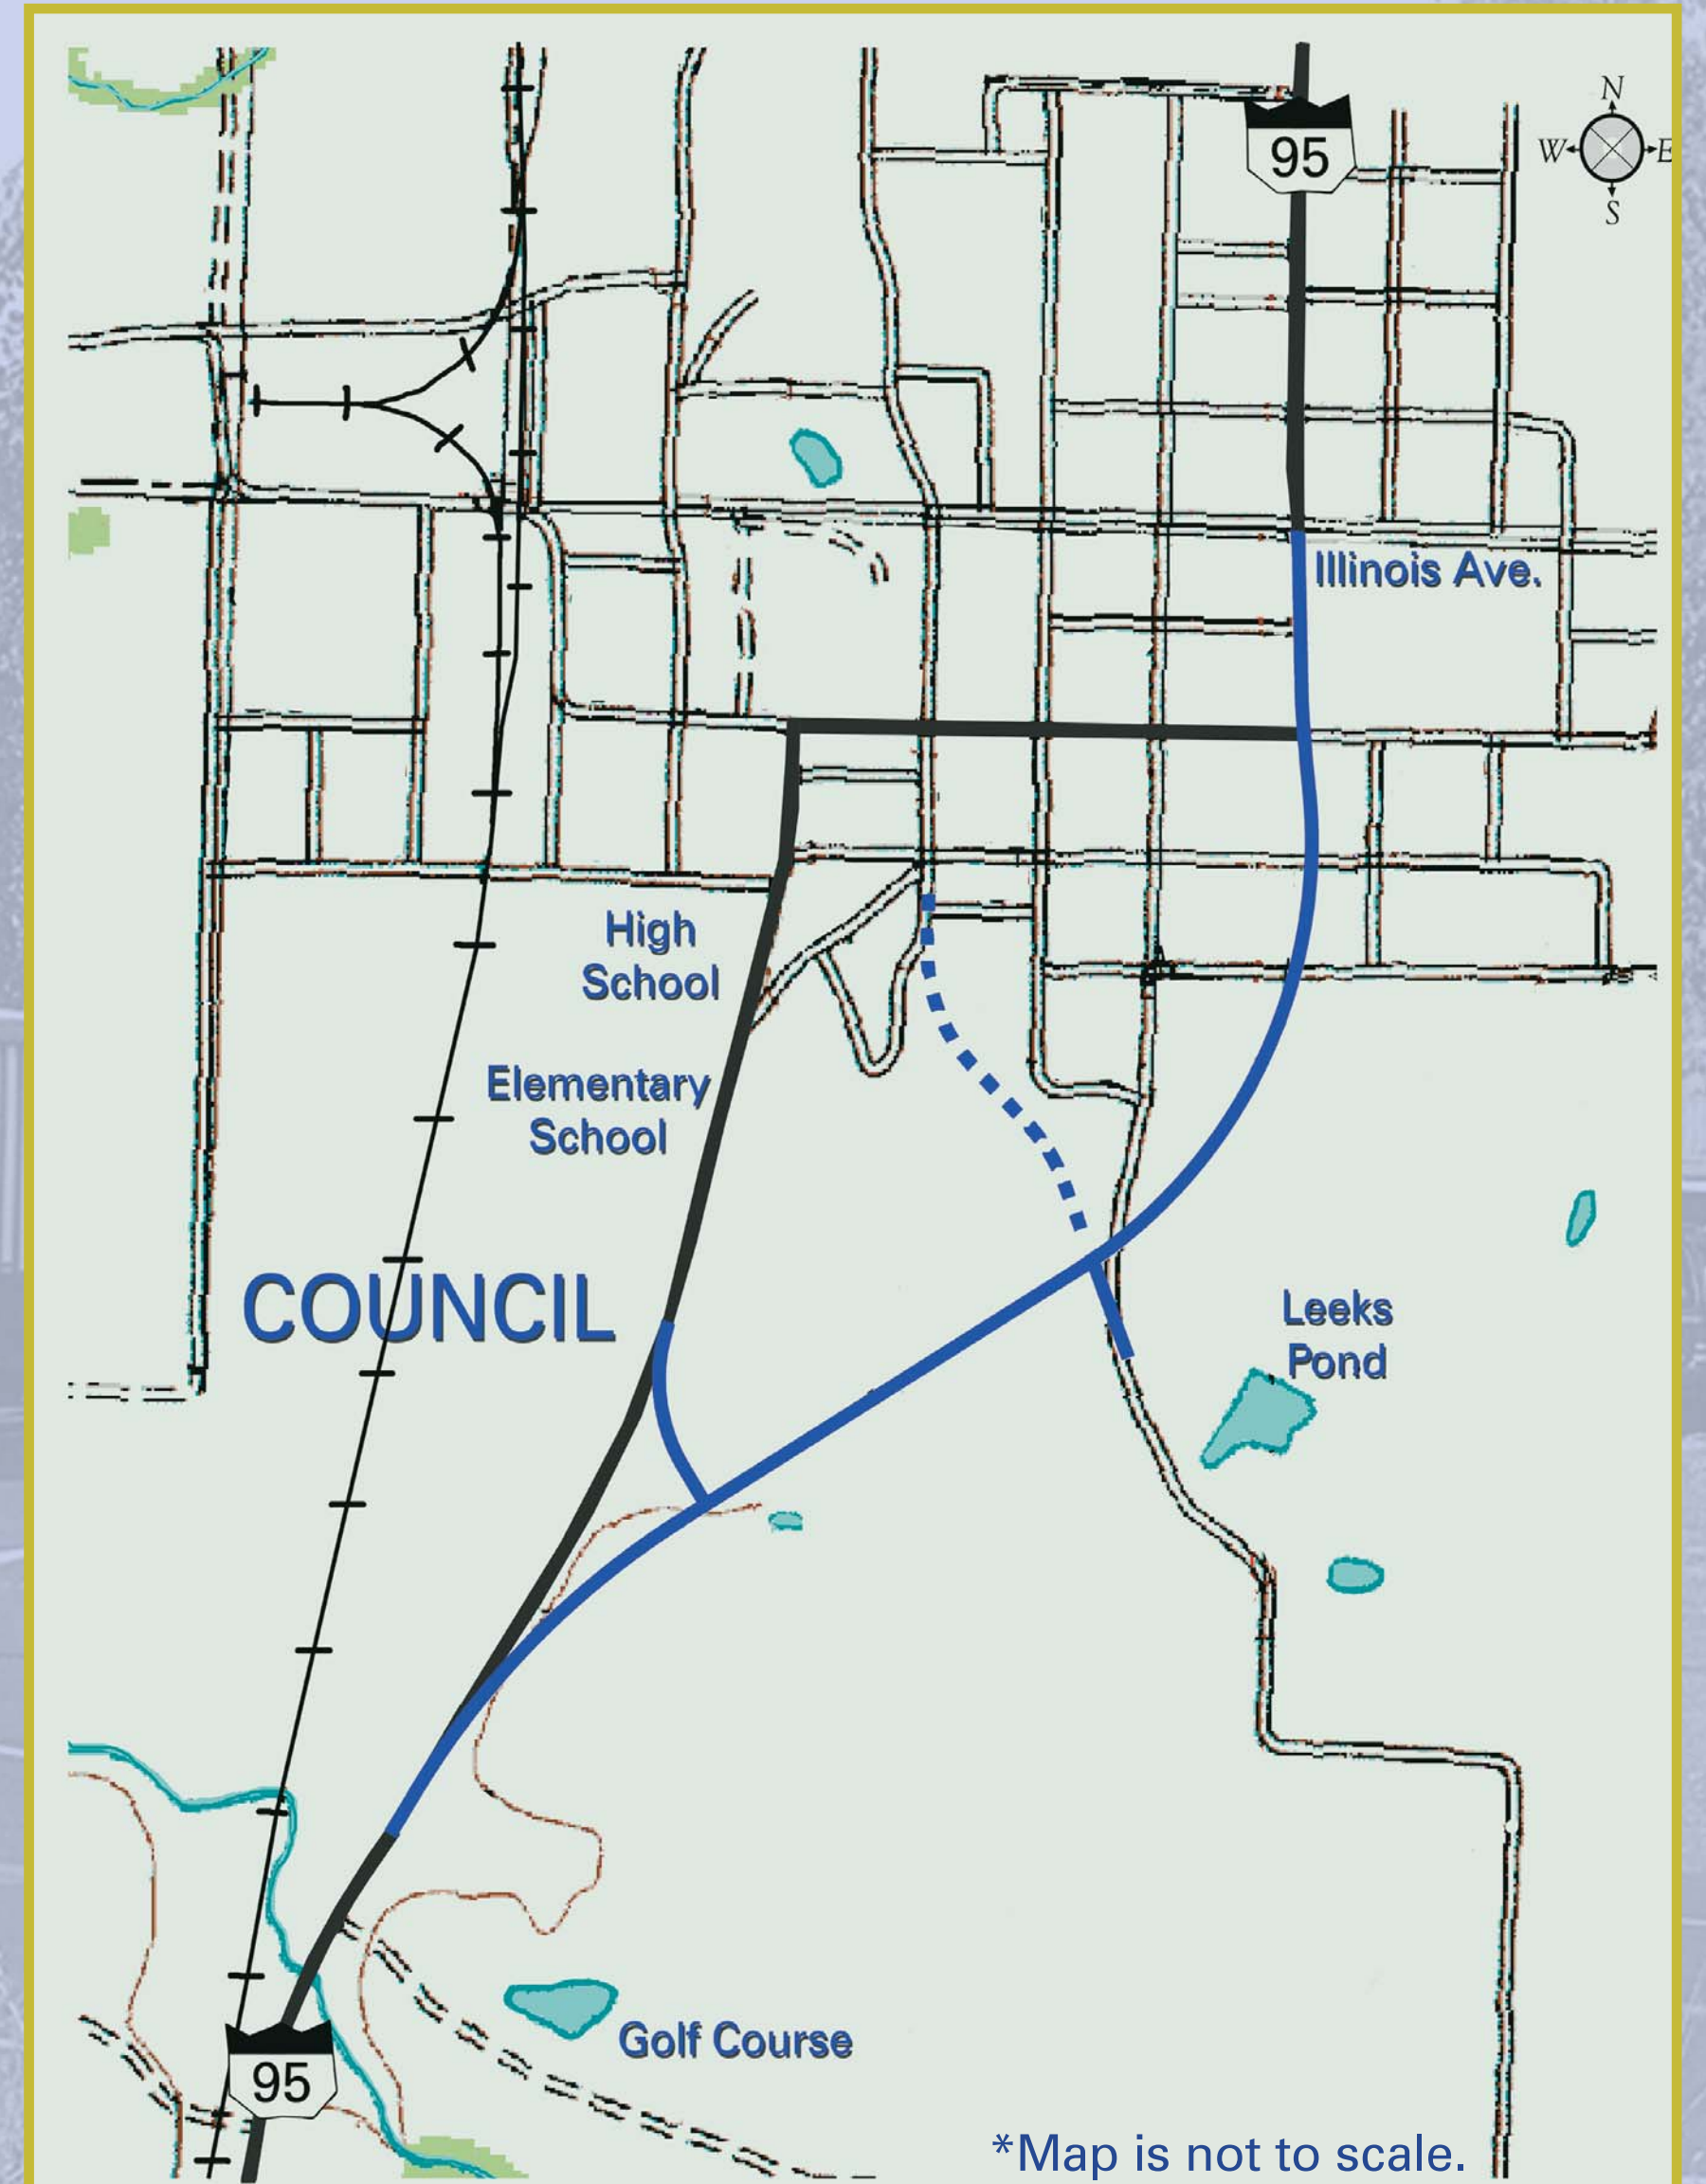 N
95
W
E
S
Illinois Ave.
High
School
Elementary
School
COUNCIL
Leeks
Pond
Golf Course
95
*Map is not to scale.